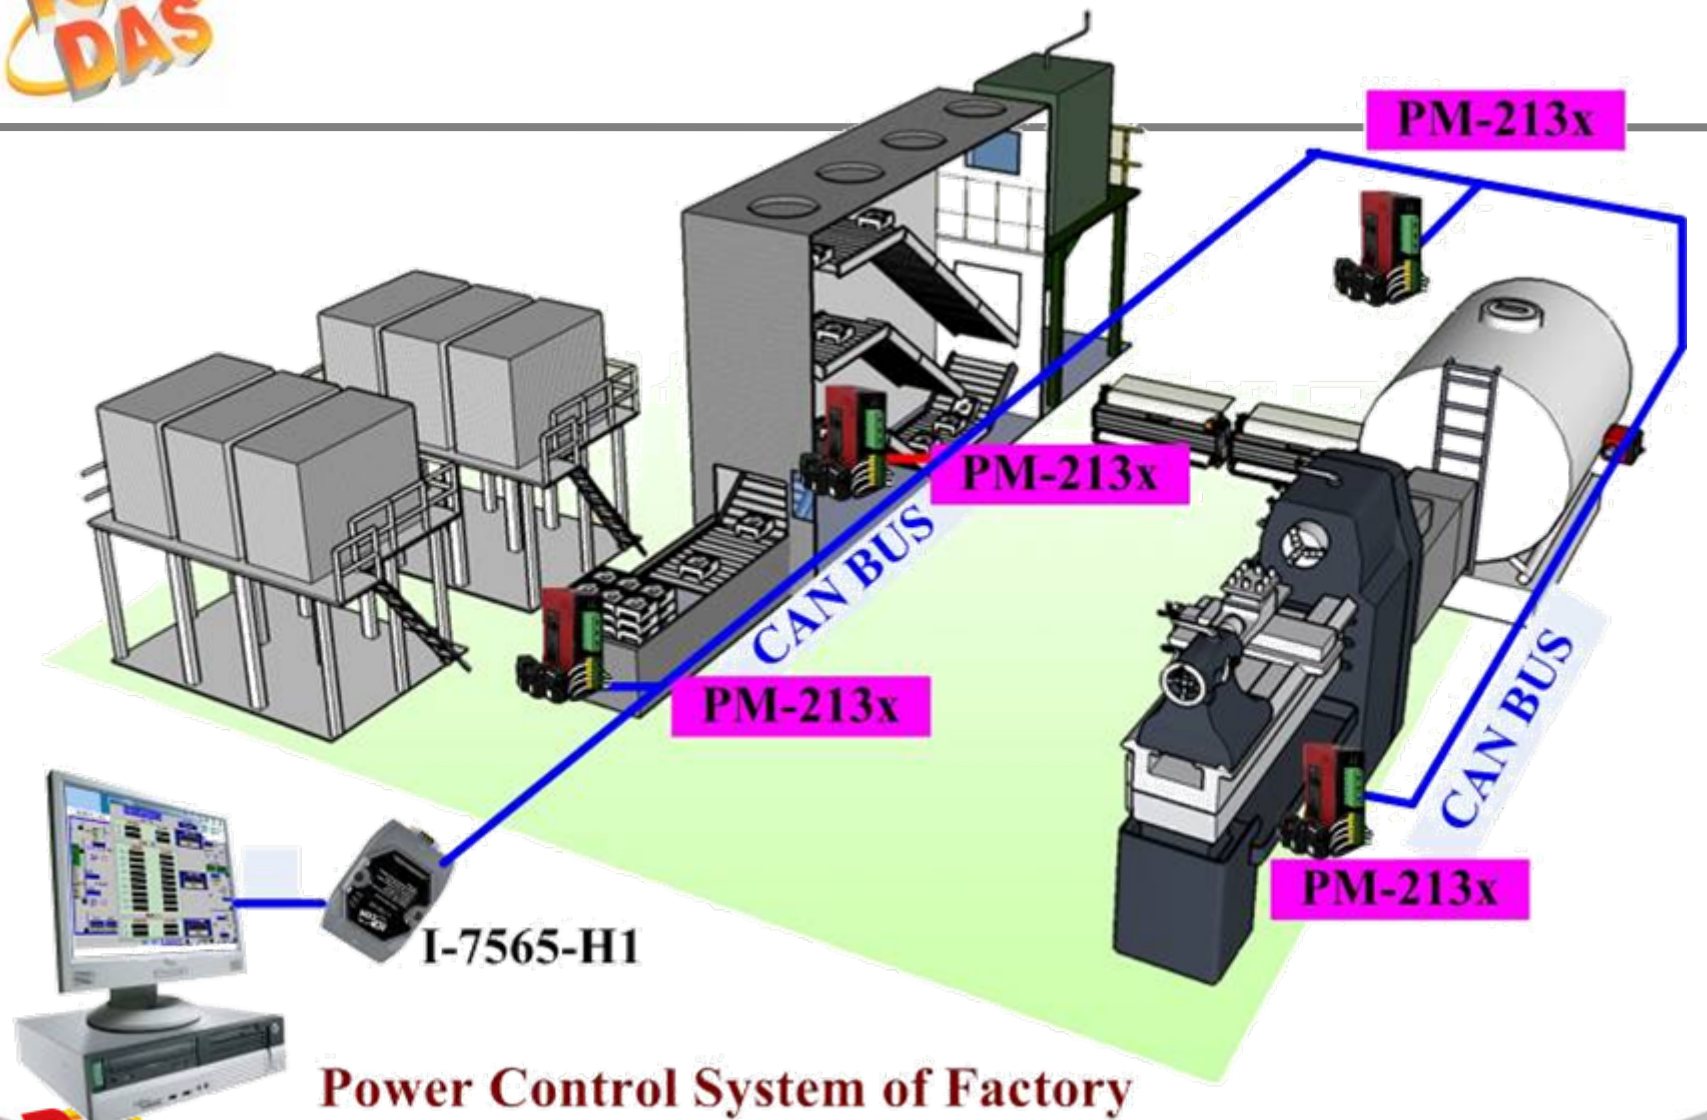 DAS
PM-213x
PM-213x
CAN BUS
PM-213x
CAN BUS
PM-213x
I-7565-H1
Power Control System of Factory